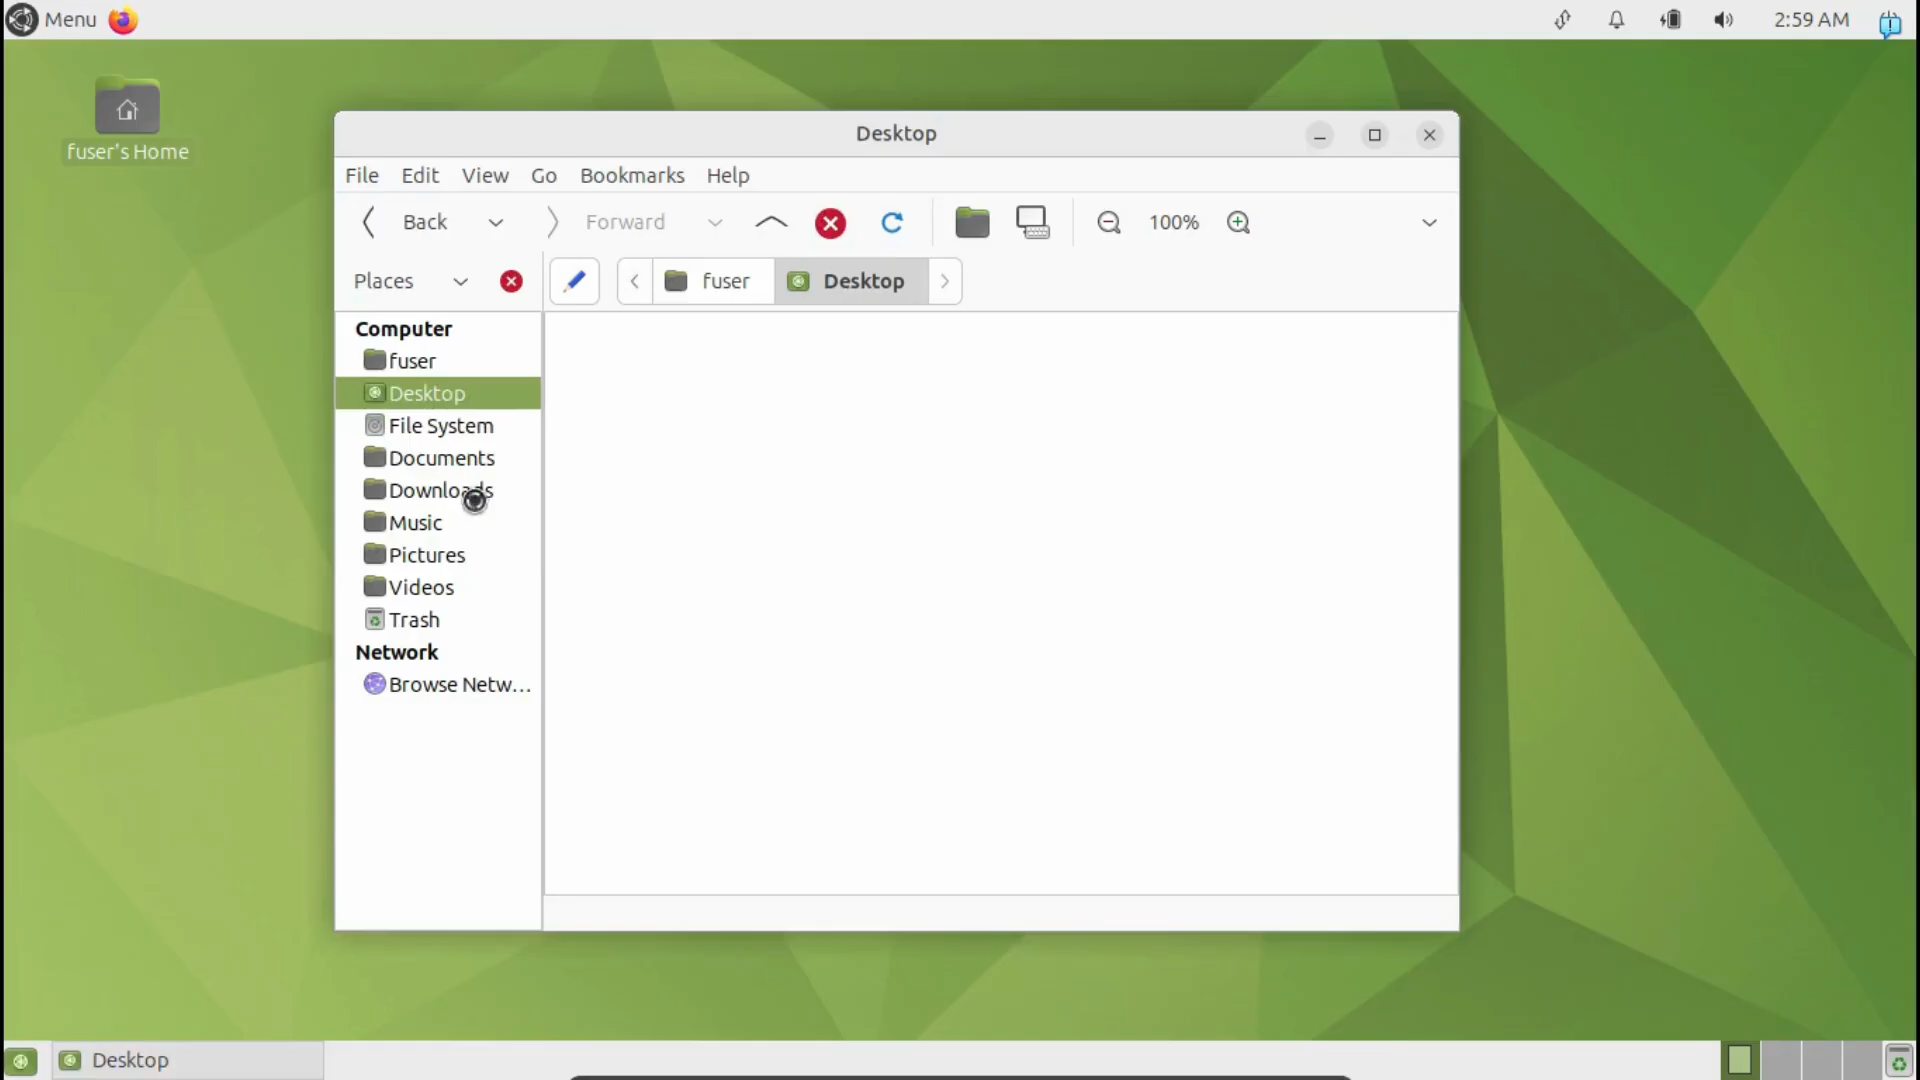 Menu
2:59 AM
fuser's Home
Desktop
File Edit View Go Bookmarks Help
Back Forward 100%
Places fuser Desktop
Computer
fuser
Desktop
File System
Documents
Downloads
Music
Pictures
Videos
Trash
Network
Browse Netw...
Desktop